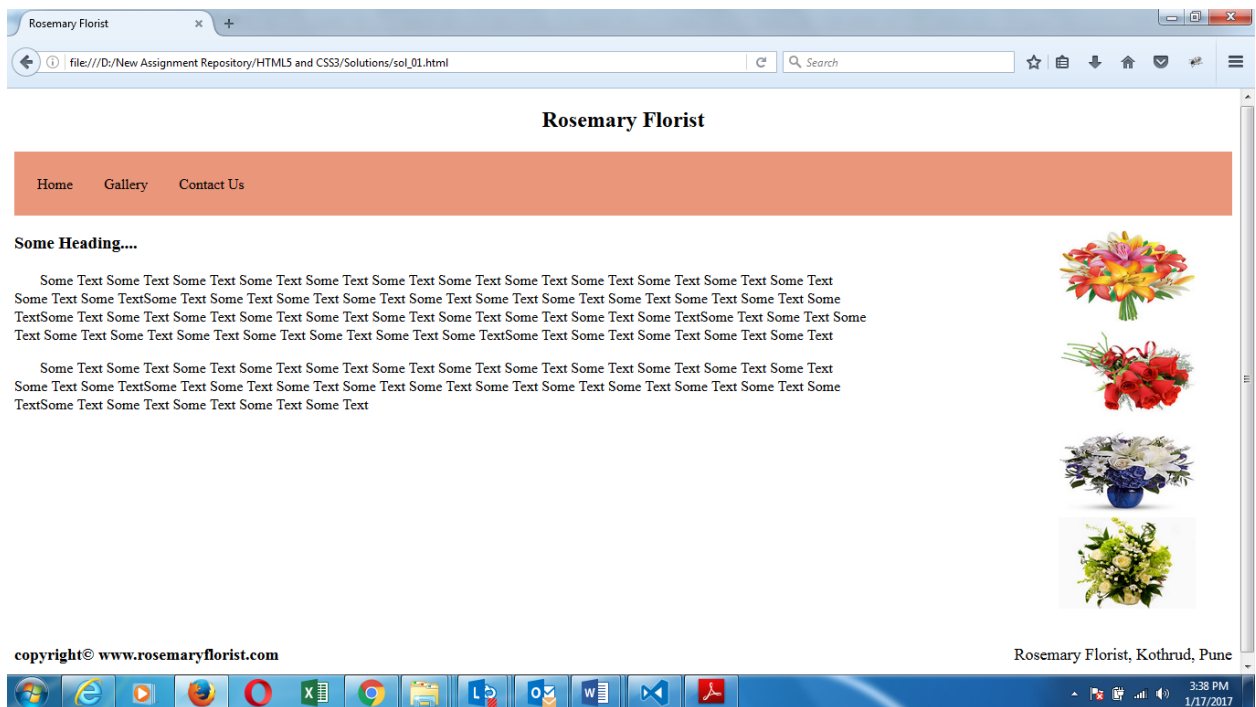 Rosemary Florist
file:///D:/New Assignment Repository/HTML5 and CSS3/Solutions/sol_01.html
Search
Rosemary Florist
Home Gallery Contact Us
Some Heading....
Some Text Some Text Some Text Some Text Some Text Some Text Some Text Some Text Some Text Some Text Some Text Some Text
Some Text Some TextSome Text Some Text Some Text Some Text Some Text Some Text Some Text Some Text Some Text Some Text Some
TextSome Text Some Text Some Text Some Text Some Text Some Text Some Text Some Text Some Text Some TextSome Text Some Text Some
Text Some Text Some Text Some Text Some Text Some Text Some Text Some TextSome Text Some Text Some Text Some Text Some Text
Some Text Some Text Some Text Some Text Some Text Some Text Some Text Some Text Some Text Some Text Some Text Some Text
Some Text Some TextSome Text Some Text Some Text Some Text Some Text Some Text Some Text Some Text Some Text Some Text Some
TextSome Text Some Text Some Text Some Text Some Text
copyright© www.rosemaryflorist.com
Rosemary Florist, Kothrud, Pune
3:38 PM
1/17/2017